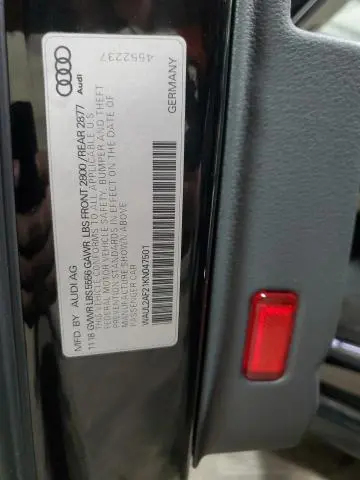 MFD. BY AUDI AG
11·18 GVWR LBS 5556 GAWR LBS FRONT 2800 / REAR 2877
THIS VEHICLE CONFORMS TO ALL APPLICABLE U.S.
FEDERAL MOTOR VEHICLE SAFETY, BUMPER AND THEFT
PREVENTION STANDARDS IN EFFECT ON THE DATE OF
MANUFACTURE SHOWN ABOVE
PASSENGER CAR
WAUL2AF21KN047501
GERMANY
Audi
4552237